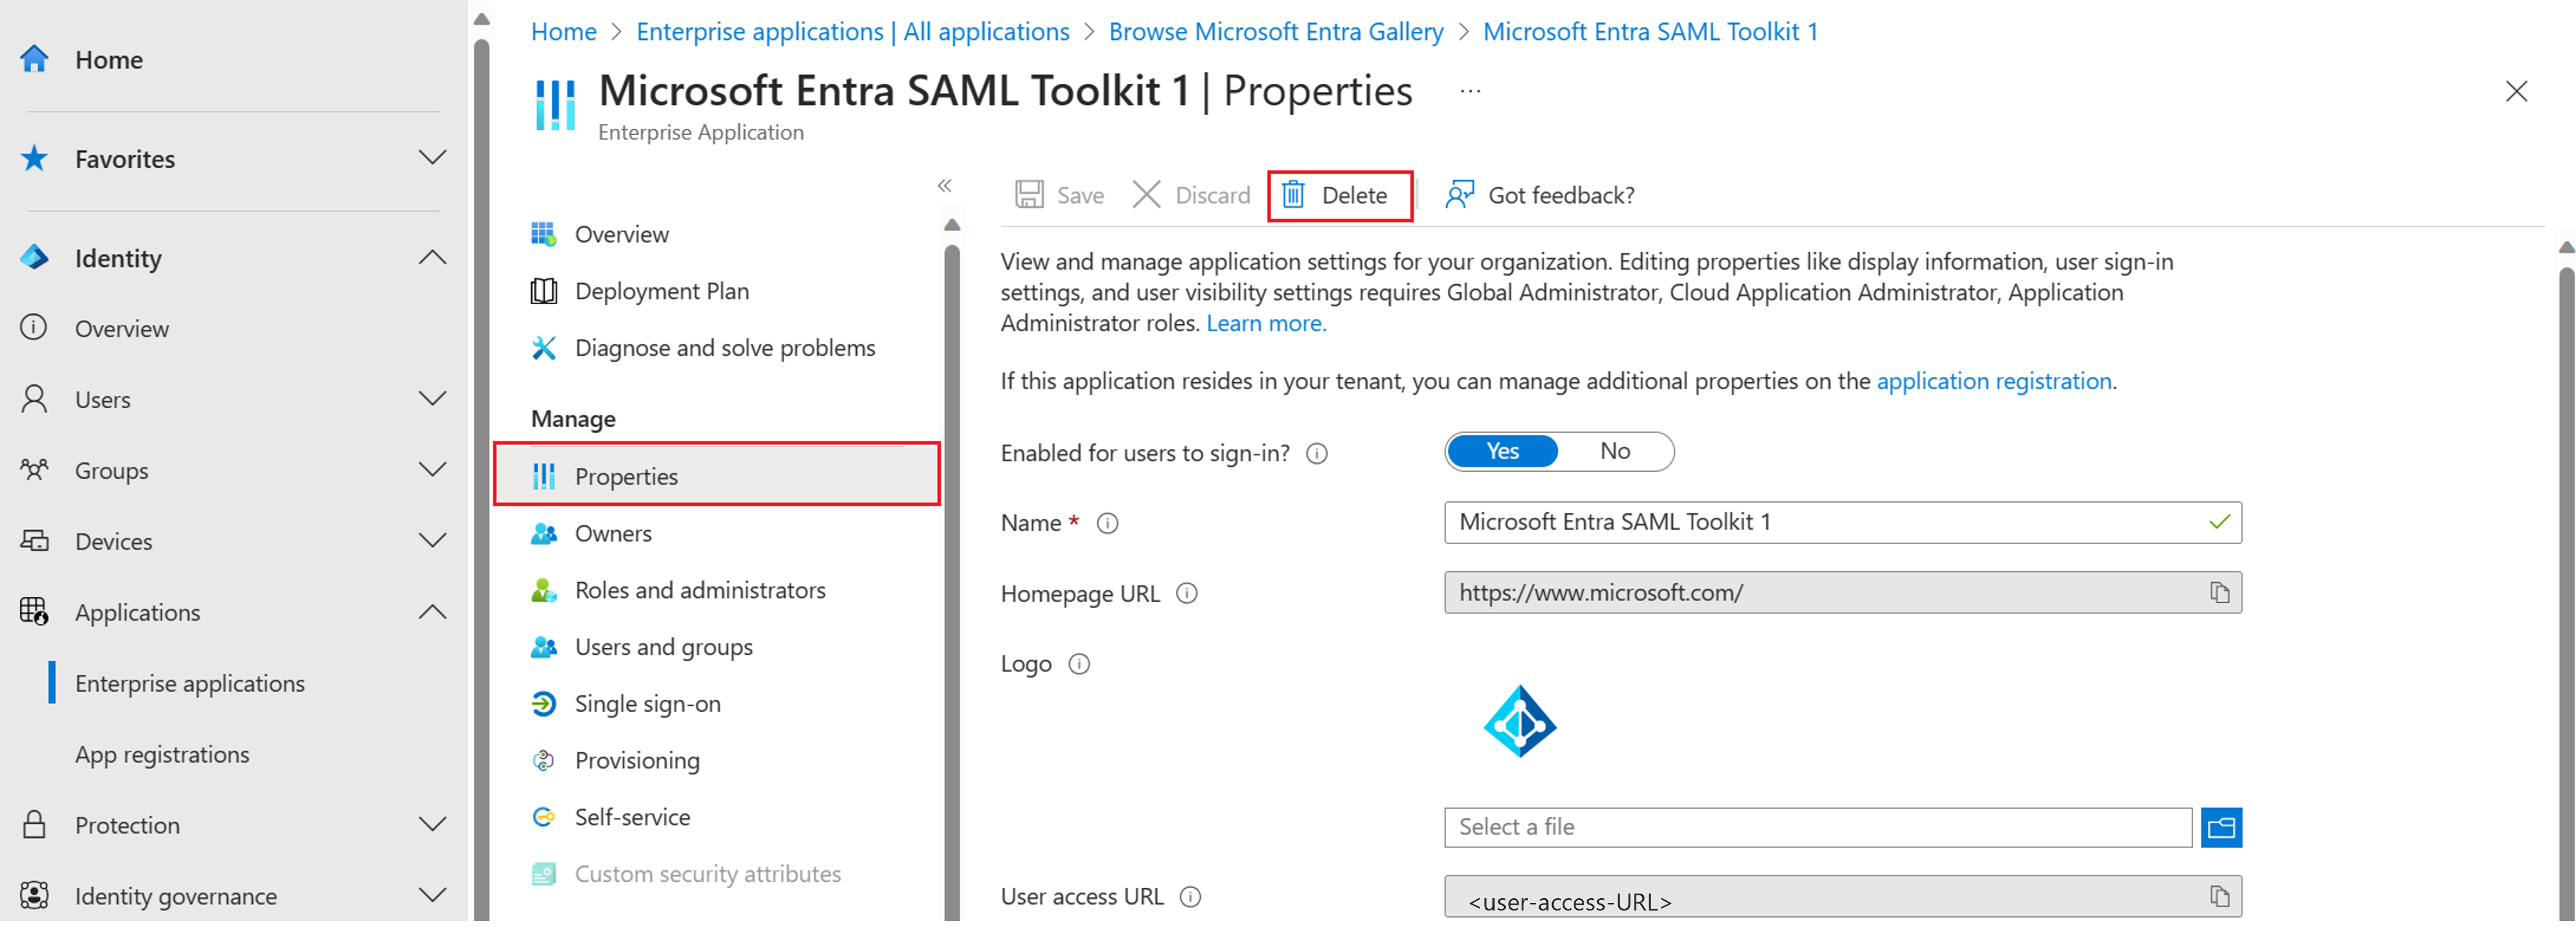 Home
Favorites
Identity
Overview
Users
Groups
Devices
Applications
Enterprise applications
App registrations
Protection
Identity governance
Home > Enterprise applications | All applications > Browse Microsoft Entra Gallery > Microsoft Entra SAML Toolkit 1
Microsoft Entra SAML Toolkit 1 | Properties ...
Enterprise Application
Overview
Deployment Plan
Diagnose and solve problems
Manage
Properties
Owners
Roles and administrators
Users and groups
Single sign-on
Provisioning
Self-service
Custom security attributes
Save Discard Delete Got feedback?
View and manage application settings for your organization. Editing properties like display information, user sign-in
settings, and user visibility settings requires Global Administrator, Cloud Application Administrator, Application
Administrator roles. Learn more.
If this application resides in your tenant, you can manage additional properties on the application registration.
Enabled for users to sign-in? Yes No
Name * Microsoft Entra SAML Toolkit 1
Homepage URL https://www.microsoft.com/
Logo
Select a file
User access URL <user-access-URL>